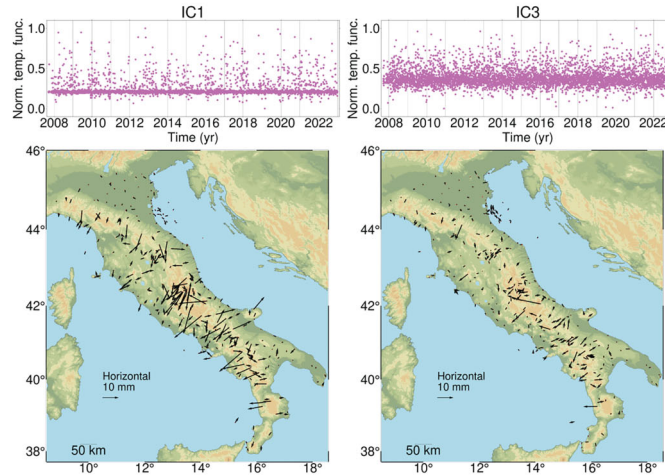 IC1
IC3
Norm. temp. func.
1.0
0.5
0.0
2008 2010 2012 2014 2016 2018 2020 2022
Time (yr)
Norm. temp. func.
1.0
0.5
0.0
2008 2010 2012 2014 2016 2018 2020 2022
Time (yr)
46°
44°
42°
40°
38°
Horizontal
10 mm
50 km
10° 12° 14° 16° 18°
46°
44°
42°
40°
38°
Horizontal
10 mm
50 km
10° 12° 14° 16° 18°